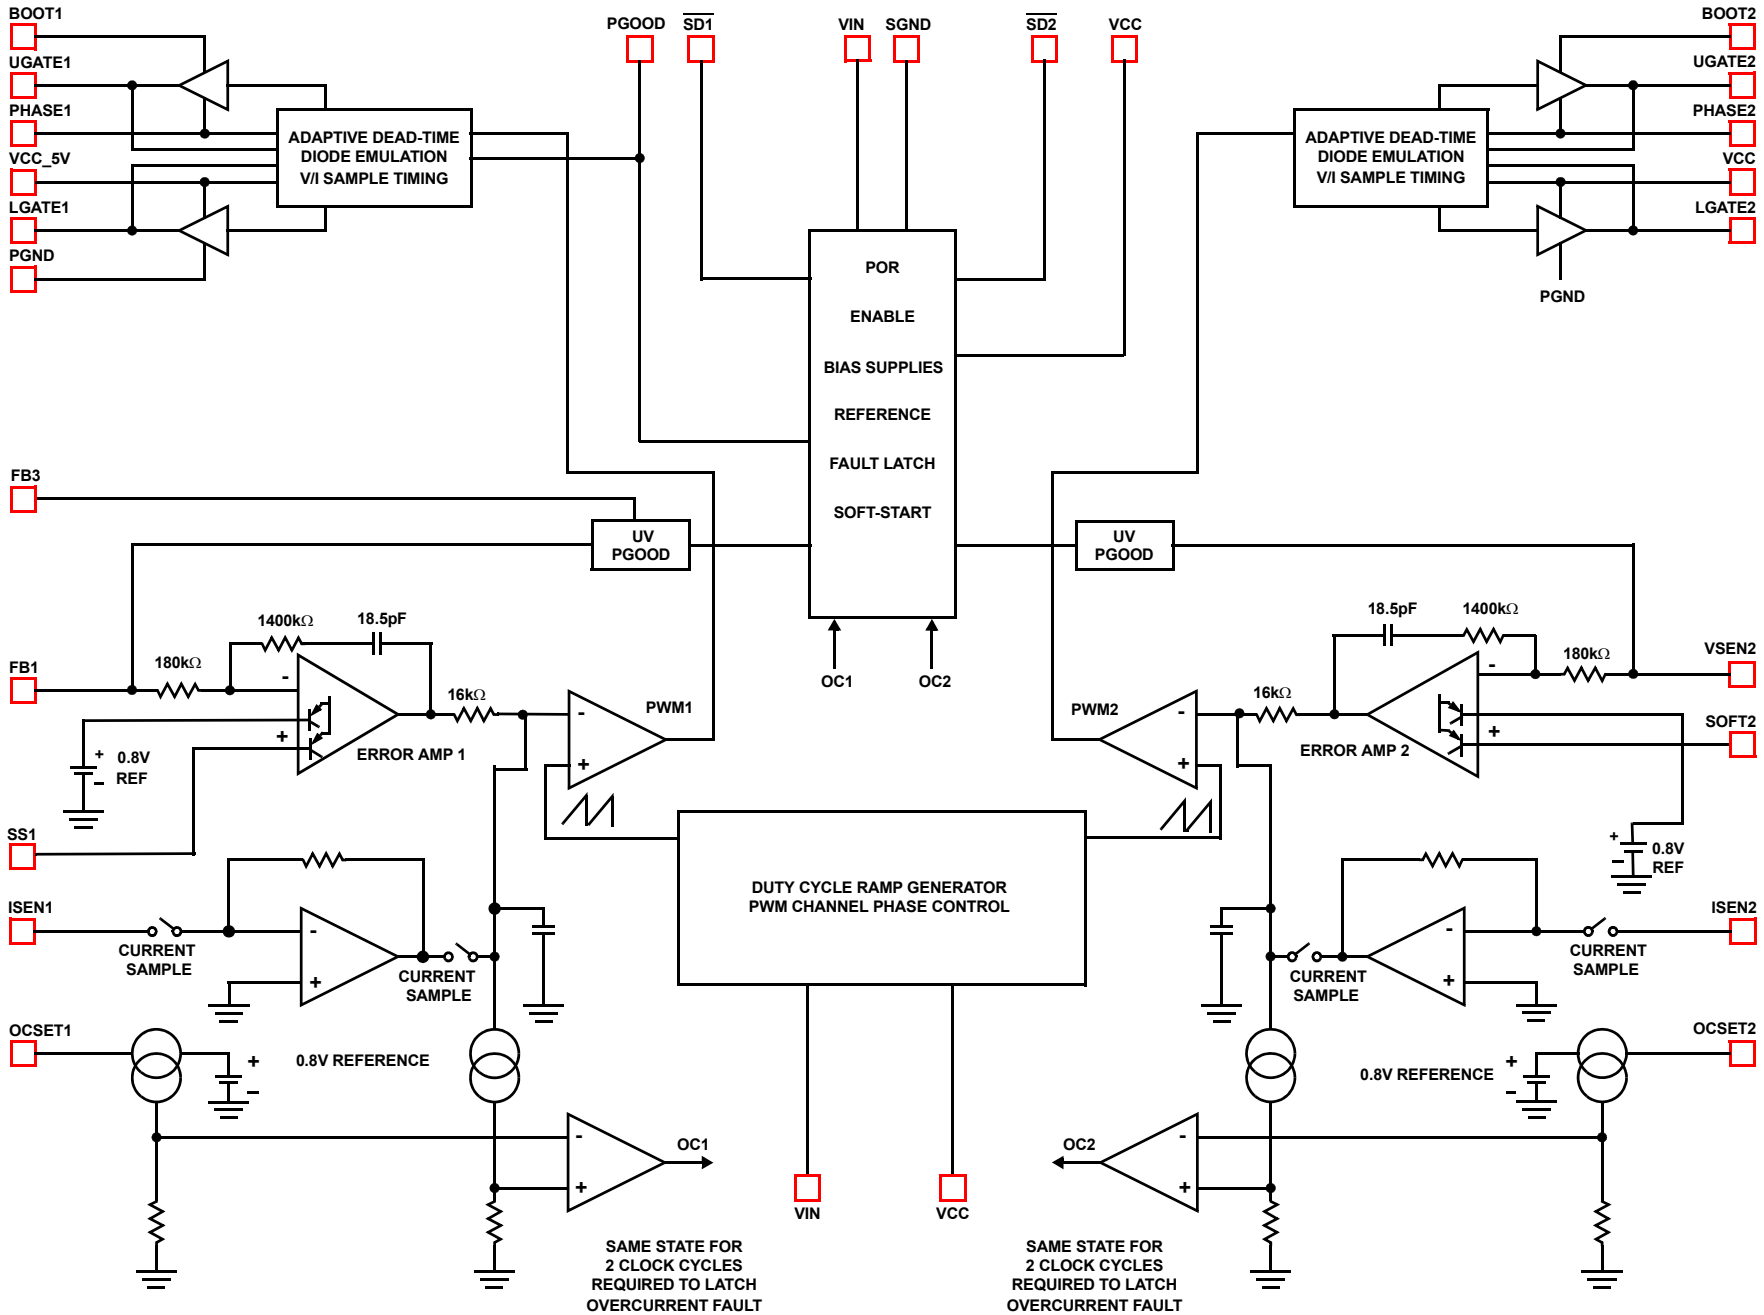 BOOT1
UGATE1
PHASE1
VCC_5V
LGATE1
PGND
PGOOD
SD1
VIN
SGND
SD2
VCC
BOOT2
UGATE2
PHASE2
VCC
LGATE2
PGND
ADAPTIVE DEAD-TIME
DIODE EMULATION
V/I SAMPLE TIMING
ADAPTIVE DEAD-TIME
DIODE EMULATION
V/I SAMPLE TIMING
POR
ENABLE
BIAS SUPPLIES
REFERENCE
FAULT LATCH
SOFT-START
OC1
OC2
FB3
UV
PGOOD
UV
PGOOD
FB1
180kΩ
1400kΩ
18.5pF
-
+
ERROR AMP 1
16kΩ
-
+
PWM1
+
-
0.8V
REF
SS1
18.5pF
1400kΩ
180kΩ
VSEN2
-
+
SOFT2
ERROR AMP 2
16kΩ
PWM2
-
+
+
-
0.8V
REF
DUTY CYCLE RAMP GENERATOR
PWM CHANNEL PHASE CONTROL
VIN
VCC
ISEN1
CURRENT
SAMPLE
-
+
CURRENT
SAMPLE
ISEN2
CURRENT
SAMPLE
-
+
CURRENT
SAMPLE
OCSET1
+
-
0.8V REFERENCE
-
+
OC1
OCSET2
+
-
0.8V REFERENCE
-
+
OC2
SAME STATE FOR
2 CLOCK CYCLES
REQUIRED TO LATCH
OVERCURRENT FAULT
SAME STATE FOR
2 CLOCK CYCLES
REQUIRED TO LATCH
OVERCURRENT FAULT